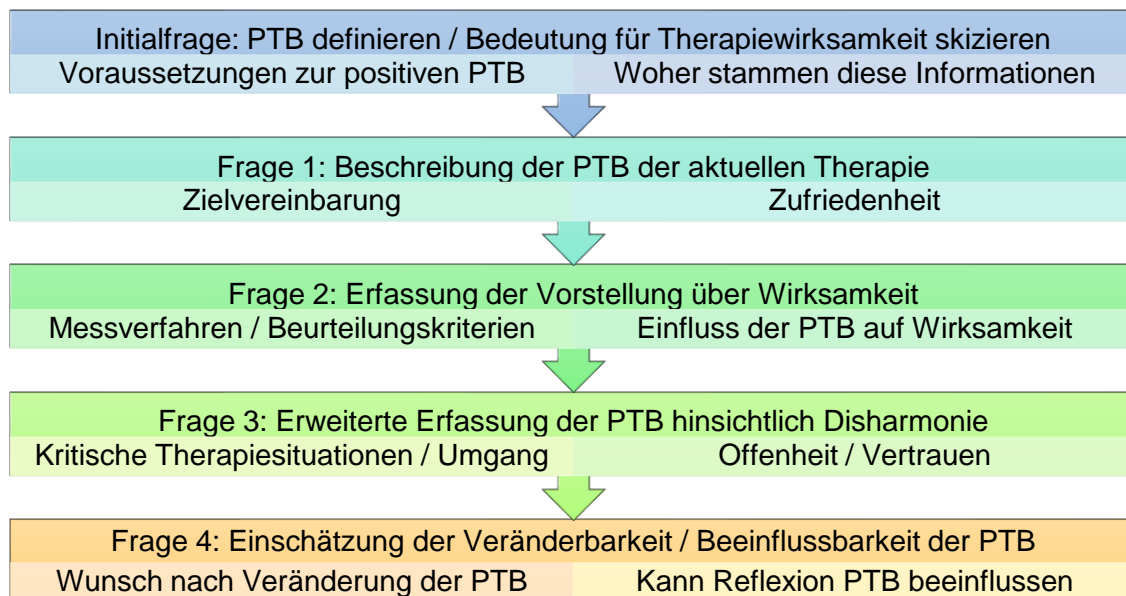 Initialfrage: PTB definieren / Bedeutung für Therapiewirksamkeit skizieren
Voraussetzungen zur positiven PTB
Woher stammen diese Informationen
Frage 1: Beschreibung der PTB der aktuellen Therapie
Zielvereinbarung
Zufriedenheit
Frage 2: Erfassung der Vorstellung über Wirksamkeit
Messverfahren / Beurteilungskriterien
Einfluss der PTB auf Wirksamkeit
Frage 3: Erweiterte Erfassung der PTB hinsichtlich Disharmonie
Kritische Therapiesituationen / Umgang
Offenheit / Vertrauen
Frage 4: Einschätzung der Veränderbarkeit / Beeinflussbarkeit der PTB
Wunsch nach Veränderung der PTB
Kann Reflexion PTB beeinflussen